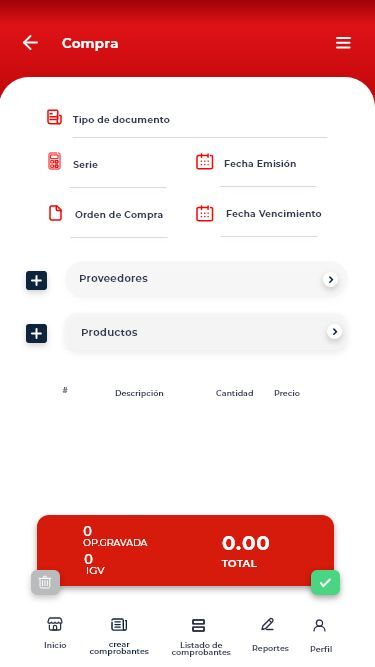 Compra
Tipo de documento
Serie
Fecha Emisión
Orden de Compra
Fecha Vencimiento
Proveedores
Productos
# Descripción Cantidad Precio
0
OP.GRAVADA
0
IGV
0.00
TOTAL
Inicio
crear
comprobantes
Listado de
comprobantes
Reportes
Perfil